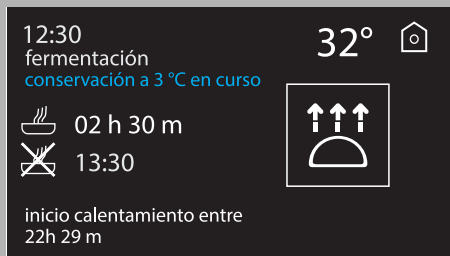 12:30
32°
fermentación
conservación a 3 °C en curso
02 h 30 m
13:30
inicio calentamiento entre
22h 29 m